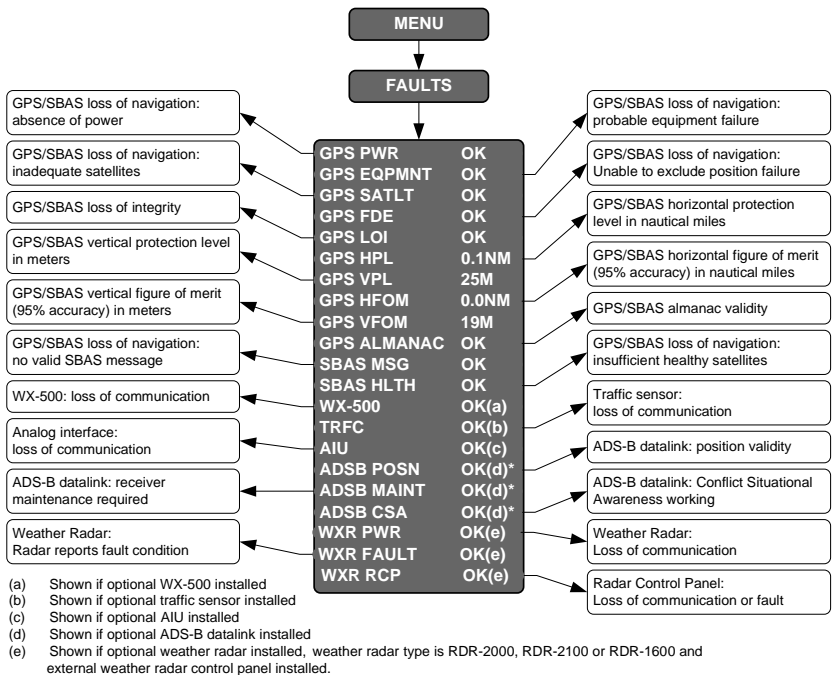 MENU
FAULTS
GPS/SBAS loss of navigation:
absence of power
GPS/SBAS loss of navigation:
inadequate satellites
GPS/SBAS loss of integrity
GPS/SBAS vertical protection level
in meters
GPS/SBAS vertical figure of merit
(95% accuracy) in meters
GPS/SBAS loss of navigation:
no valid SBAS message
WX-500: loss of communication
Analog interface:
loss of communication
ADS-B datalink: receiver
maintenance required
Weather Radar:
Radar reports fault condition
GPS PWR OK
GPS EQPMNT OK
GPS SATLT OK
GPS FDE OK
GPS LOI OK
GPS HPL 0.1NM
GPS VPL 25M
GPS HFOM 0.0NM
GPS VFOM 19M
GPS ALMANAC OK
SBAS MSG OK
SBAS HLTH OK
WX-500 OK(a)
TRFC OK(b)
AIU OK(c)
ADSB POSN OK(d)*
ADSB MAINT OK(d)*
ADSB CSA OK(d)*
WXR PWR OK(e)
WXR FAULT OK(e)
WXR RCP OK(e)
GPS/SBAS loss of navigation:
probable equipment failure
GPS/SBAS loss of navigation:
Unable to exclude position failure
GPS/SBAS horizontal protection
level in nautical miles
GPS/SBAS horizontal figure of merit
(95% accuracy) in nautical miles
GPS/SBAS almanac validity
GPS/SBAS loss of navigation:
insufficient healthy satellites
Traffic sensor:
loss of communication
ADS-B datalink: position validity
ADS-B datalink: Conflict Situational
Awareness working
Weather Radar:
Loss of communication
Radar Control Panel:
Loss of communication or fault
(a) Shown if optional WX-500 installed
(b) Shown if optional traffic sensor installed
(c) Shown if optional AIU installed
(d) Shown if optional ADS-B datalink installed
(e) Shown if optional weather radar installed, weather radar type is RDR-2000, RDR-2100 or RDR-1600 and
external weather radar control panel installed.